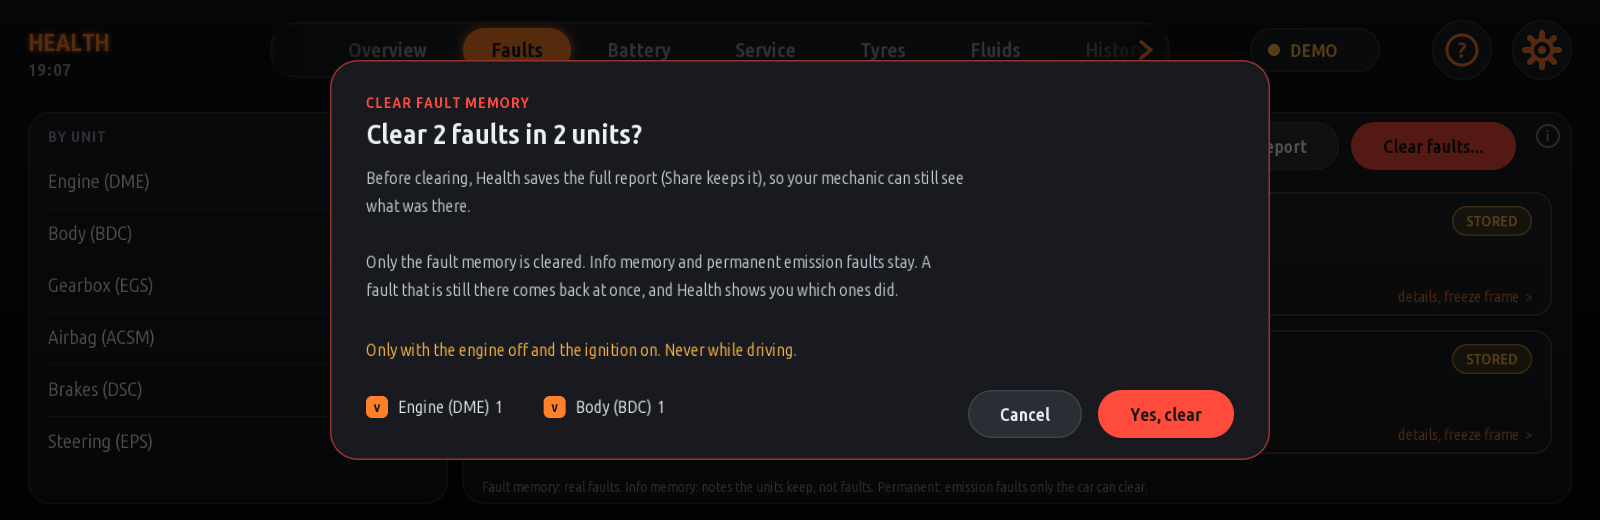 HEALTH
19:07
Overview
Faults
Battery
Service
Tyres
Fluids
History
DEMO
?
BY UNIT
Engine (DME)
Body (BDC)
Gearbox (EGS)
Airbag (ACSM)
Brakes (DSC)
Steering (EPS)
CLEAR FAULT MEMORY
Clear 2 faults in 2 units?
Before clearing, Health saves the full report (Share keeps it), so your mechanic can still see
what was there.
Only the fault memory is cleared. Info memory and permanent emission faults stay. A
fault that is still there comes back at once, and Health shows you which ones did.
Only with the engine off and the ignition on. Never while driving.
v Engine (DME) 1
v Body (BDC) 1
Cancel
Yes, clear
Clear faults...
i
STORED
details, freeze frame >
STORED
details, freeze frame >
Fault memory: real faults. Info memory: notes the units keep, not faults. Permanent: emission faults only the car can clear.